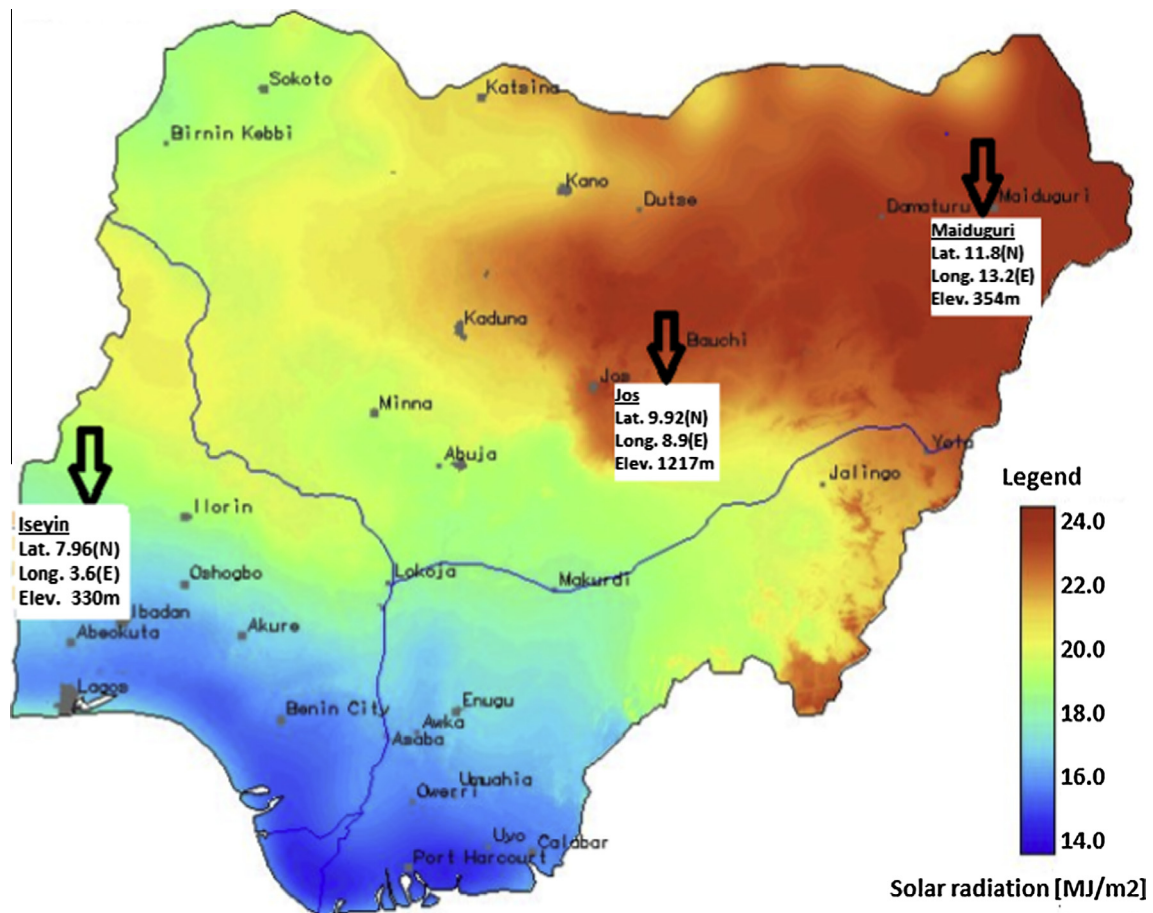 Sokoto
Katsina
Birnin Kebbi
Kano
Dutse
Damaturu
Maiduguri
Maiduguri
Lat. 11.8(N)
Long. 13.2(E)
Elev. 354m
Kaduna
Bauchi
Jos
Jos
Lat. 9.92(N)
Long. 8.9(E)
Elev. 1217m
Minna
Abuja
Yola
Jalingo
Ilorin
Iseyin
Lat. 7.96(N)
Long. 3.6(E)
Elev. 330m
Oshogbo
Lokoja
Makurdi
Ibadan
Abeokuta
Akure
Lagos
Benin City
Enugu
Awka
Asaba
Umuahia
Owerri
Uyo
Calabar
Port Harcourt
Legend
24.0
22.0
20.0
18.0
16.0
14.0
Solar radiation [MJ/m2]